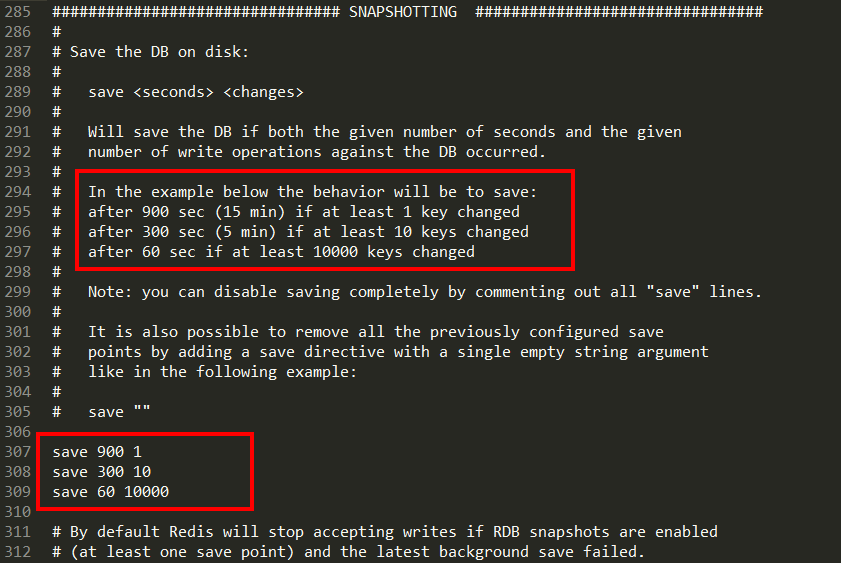 285 ################################ SNAPSHOTTING  ################################
286 #
287 # Save the DB on disk:
288 #
289 #   save <seconds> <changes>
290 #
291 #   Will save the DB if both the given number of seconds and the given
292 #   number of write operations against the DB occurred.
293 #
294 #   In the example below the behavior will be to save:
295 #   after 900 sec (15 min) if at least 1 key changed
296 #   after 300 sec (5 min) if at least 10 keys changed
297 #   after 60 sec if at least 10000 keys changed
298 #
299 #   Note: you can disable saving completely by commenting out all "save" lines.
300 #
301 #   It is also possible to remove all the previously configured save
302 #   points by adding a save directive with a single empty string argument
303 #   like in the following example:
304 #
305 #   save ""
306
307 save 900 1
308 save 300 10
309 save 60 10000
310
311 # By default Redis will stop accepting writes if RDB snapshots are enabled
312 # (at least one save point) and the latest background save failed.